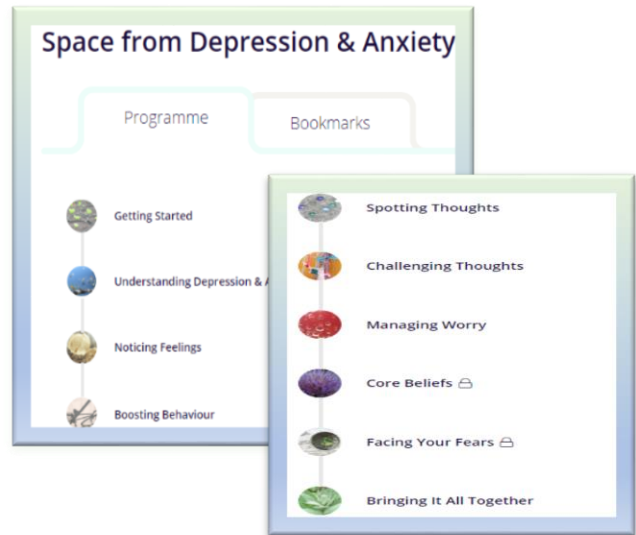 Space from Depression & Anxiety
Programme
Bookmarks
Getting Started
Understanding Depression &
Noticing Feelings
Boosting Behaviour
Spotting Thoughts
Challenging Thoughts
Managing Worry
Core Beliefs
Facing Your Fears
Bringing It All Together